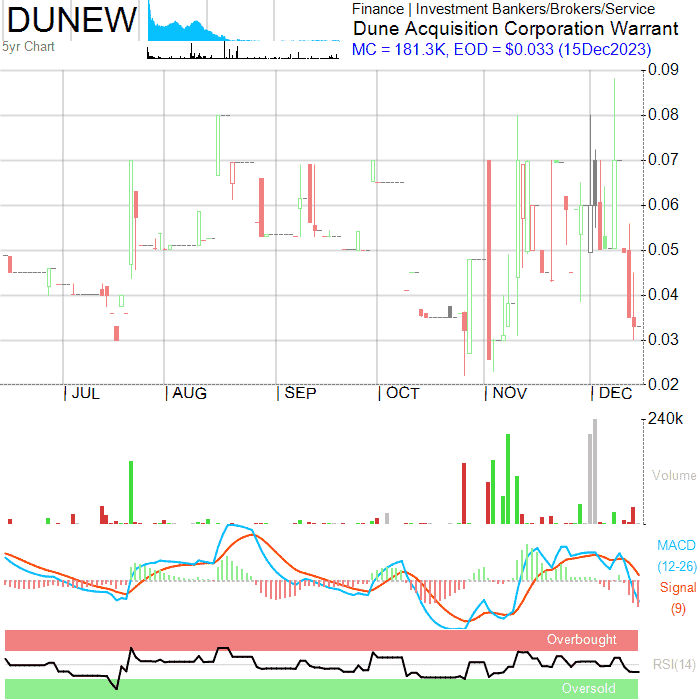 DUNEW
5yr Chart
Finance | Investment Bankers/Brokers/Service
Dune Acquisition Corporation Warrant
MC = 181.3K, EOD = $0.033 (15Dec2023)
0.09
0.08
0.07
0.06
0.05
0.04
0.03
0.02
| JUL | AUG | SEP | OCT | NOV | DEC
240k
Volume
MACD
(12-26)
Signal
(9)
Overbought
RSI(14)
Oversold